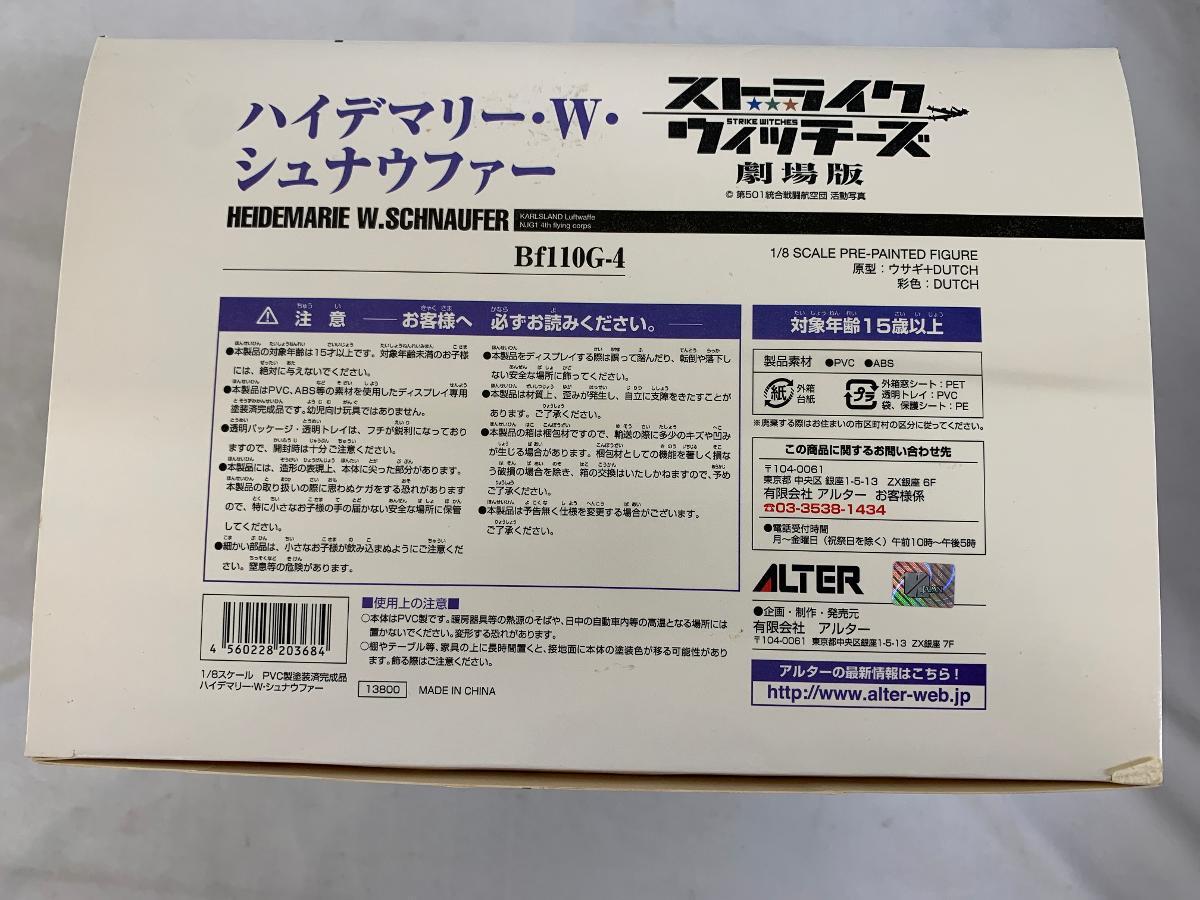 ハイデマリー・W・
シュナウファー
ストライク
STRIKE WITCHES
ウィッチーズ
劇場版
© 第501統合戦闘航空団 活動写真
HEIDEMARIE W.SCHNAUFER
KARLSLAND Luftwaffe
NJG1 4th flying corps
Bf110G-4
1/8 SCALE PRE-PAINTED FIGURE
原型：ウサギ+DUTCH
彩色：DUTCH
注意 ── お客様へ 必ずお読みください。
●本製品の対象年齢は15才以上です。対象年齢未満のお子様
には、絶対に与えないでください。
●本製品はPVC、ABS等の素材を使用したディスプレイ専用
塗装済完成品です。幼児向け玩具ではありません。
●透明パッケージ・透明トレイは、フチが鋭利になっており
ますので、開封時は十分ご注意ください。
●本製品には、造形の表現上、本体に尖った部分があります。
本製品の取り扱いの際に思わぬケガをする恐れがあります
ので、特に小さなお子様の手の届かない安全な場所に保管
してください。
●細かい部品は、小さなお子様が飲み込まぬようにご注意くだ
さい。窒息等の危険があります。
●本製品をディスプレイする際は誤って踏んだり、転倒や落下し
ない安全な場所に飾ってください。
●本製品は材質上、歪みが発生し、自立に支障をきたすことが
あります。ご了承ください。
●本製品の箱は梱包材ですので、輸送の際に多少のキズや凹み
が生じる場合があります。梱包材としての機能を著しく損な
う破損の場合を除き、箱の交換はいたしかねますので、予め
ご了承ください。
●本製品は予告無く仕様を変更する場合がございます。
ご了承ください。
対象年齢15歳以上
製品素材 ●PVC ●ABS
紙 外箱
台紙
プラ 外箱窓シート：PET
透明トレイ：PVC
袋、保護シート：PE
※廃棄する際はお住まいの市区町村の区分に従ってください。
この商品に関するお問い合わせ先
〒104-0061
東京都 中央区 銀座1-5-13 ZX銀座 6F
有限会社 アルター お客様係
☎03-3538-1434
●電話受付時間
月〜金曜日（祝祭日を除く）午前10時〜午後5時
ALTER
●企画・制作・発売元
有限会社 アルター
〒104-0061 東京都中央区銀座1-5-13 ZX銀座 7F
アルターの最新情報はこちら！
http://www.alter-web.jp
4 560228 203684
1/8スケール PVC製塗装済完成品
ハイデマリー・W・シュナウファー
■使用上の注意■
○本体はPVC製です。暖房器具等の熱源のそばや、日中の自動車内等の高温となる場所には
置かないでください。変形する恐れがあります。
○棚やテーブル等、家具の上に長時間置くと、接地面に本体の塗装色が移る可能性があり
ます。飾る際はご注意ください。
13800 MADE IN CHINA